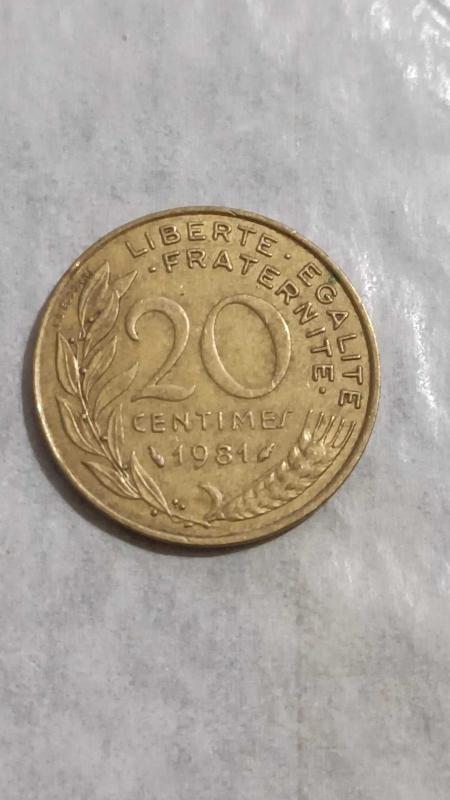 LIBERTE · EGALITE
· FRATERNITE ·
20
CENTIMES
1981